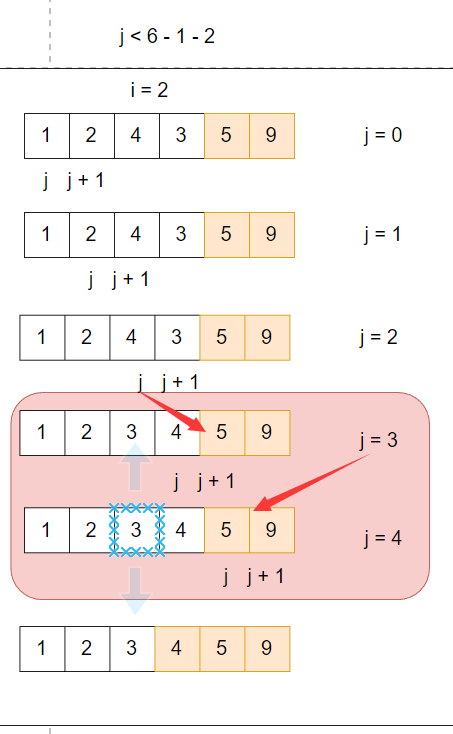 j < 6 - 1 - 2
i = 2
1 2 4 3 5 9 j = 0
j j + 1
1 2 4 3 5 9 j = 1
j j + 1
1 2 4 3 5 9 j = 2
j j + 1
1 2 3 4 5 9 j = 3
j j + 1
1 2 3 4 5 9 j = 4
j j + 1
1 2 3 4 5 9